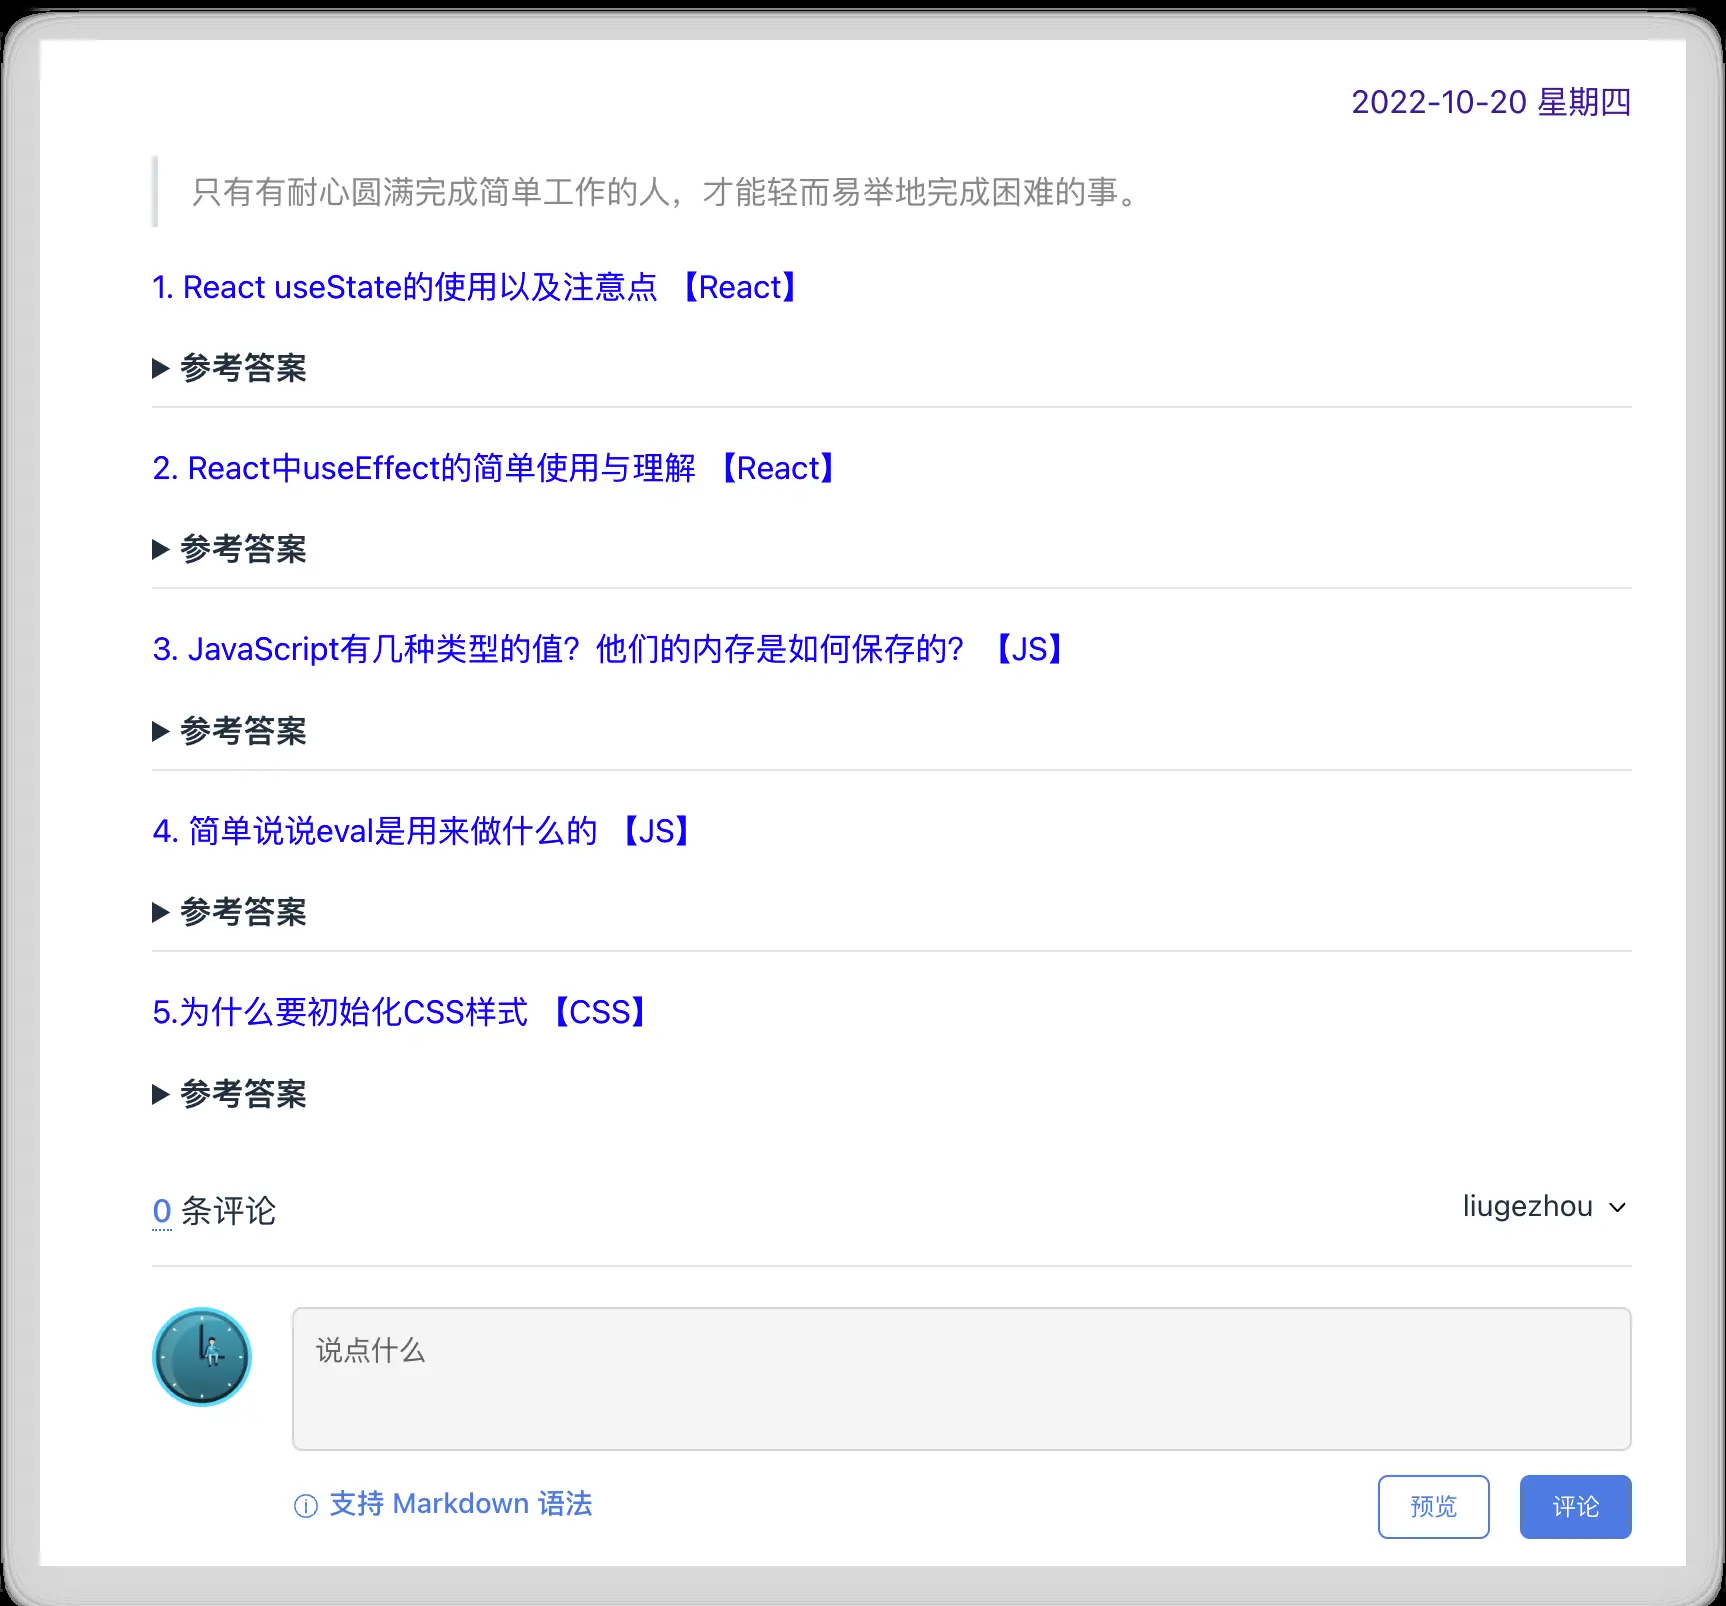 2022-10-20 星期四
只有有耐心圆满完成简单工作的人，才能轻而易举地完成困难的事。
1. React useState的使用以及注意点 【React】
▶ 参考答案
2. React中useEffect的简单使用与理解 【React】
▶ 参考答案
3. JavaScript有几种类型的值？他们的内存是如何保存的？ 【JS】
▶ 参考答案
4. 简单说说eval是用来做什么的 【JS】
▶ 参考答案
5.为什么要初始化CSS样式 【CSS】
▶ 参考答案
0 条评论
liugezhou
说点什么
支持 Markdown 语法
预览
评论